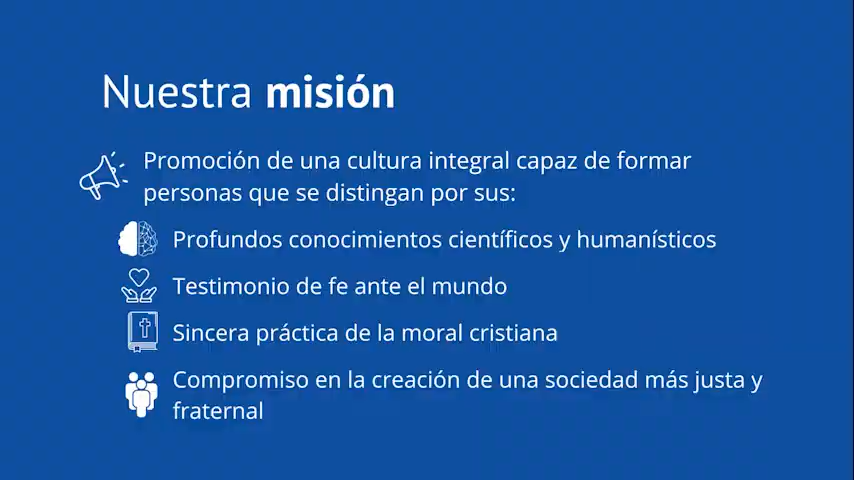 Nuestra misión
Promoción de una cultura integral capaz de formar
personas que se distingan por sus:
Profundos conocimientos científicos y humanísticos
Testimonio de fe ante el mundo
Sincera práctica de la moral cristiana
Compromiso en la creación de una sociedad más justa y
fraternal